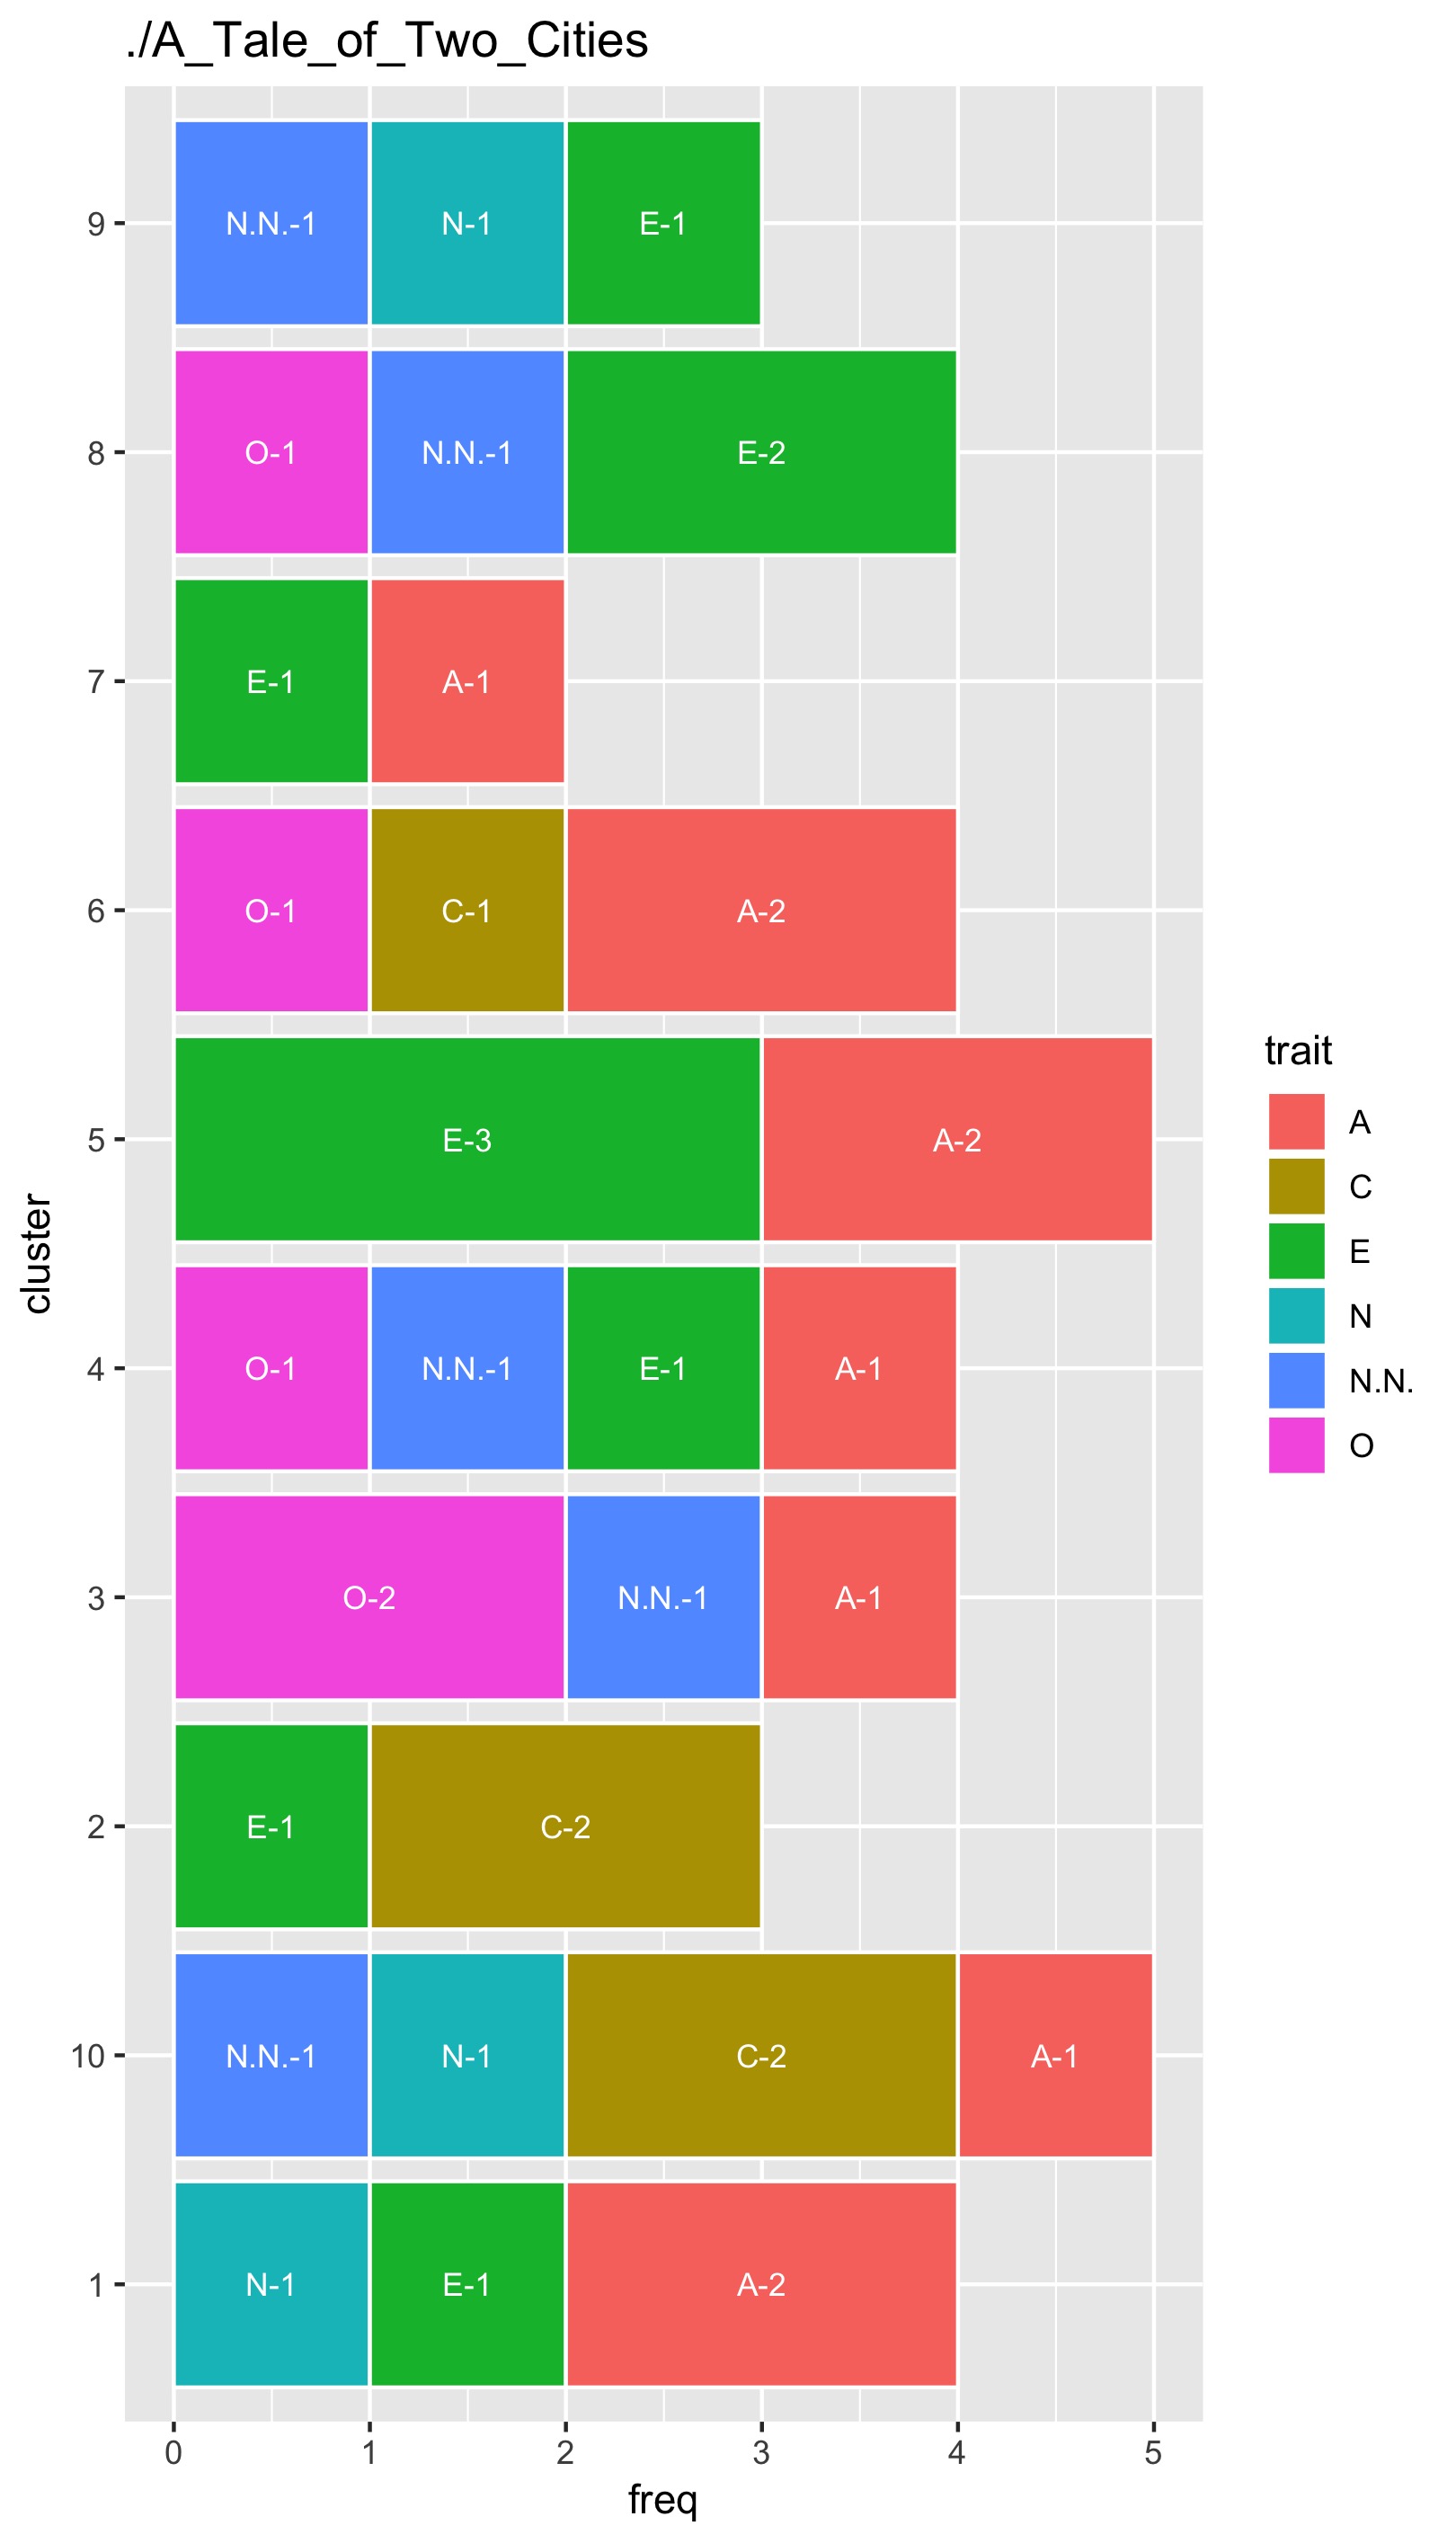 ./A_Tale_of_Two_Cities
9
N.N.-1 N-1 E-1
8
O-1 N.N.-1 E-2
7
E-1 A-1
6
O-1 C-1 A-2
5
E-3 A-2
4
O-1 N.N.-1 E-1 A-1
3
O-2 N.N.-1 A-1
2
E-1 C-2
10
N.N.-1 N-1 C-2 A-1
1
N-1 E-1 A-2
cluster
0 1 2 3 4 5
freq
trait
A
C
E
N
N.N.
O